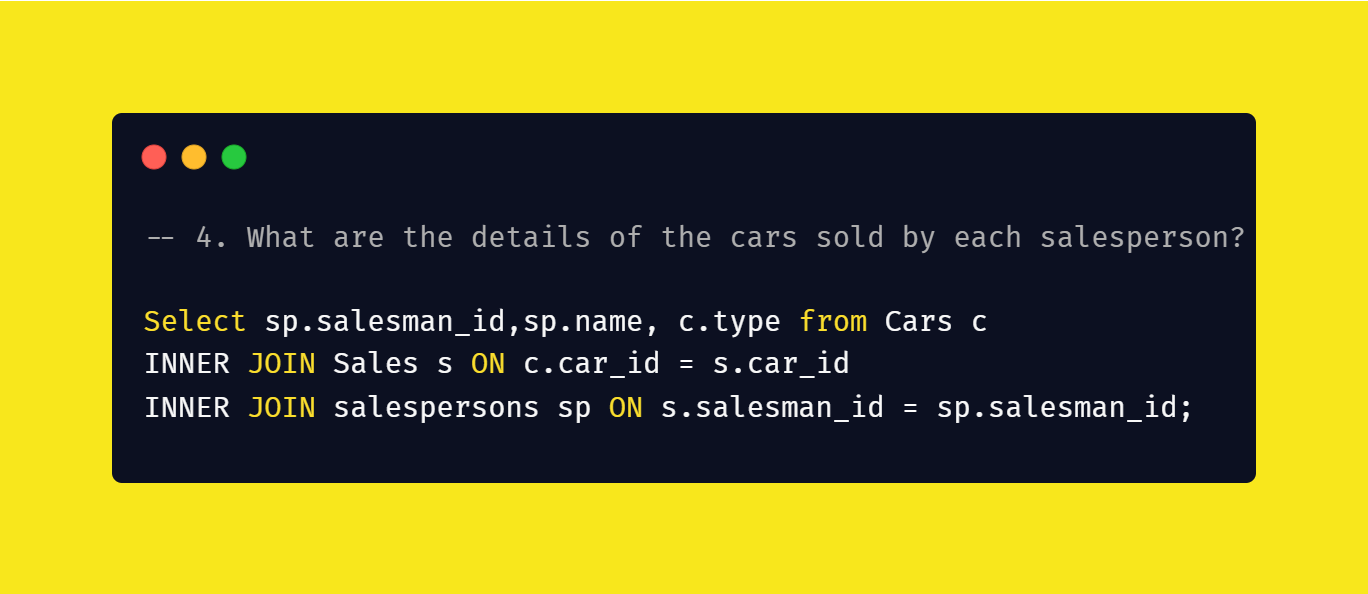 -- 4. What are the details of the cars sold by each salesperson?
Select sp.salesman_id,sp.name, c.type from Cars c
INNER JOIN Sales s ON c.car_id = s.car_id
INNER JOIN salespersons sp ON s.salesman_id = sp.salesman_id;